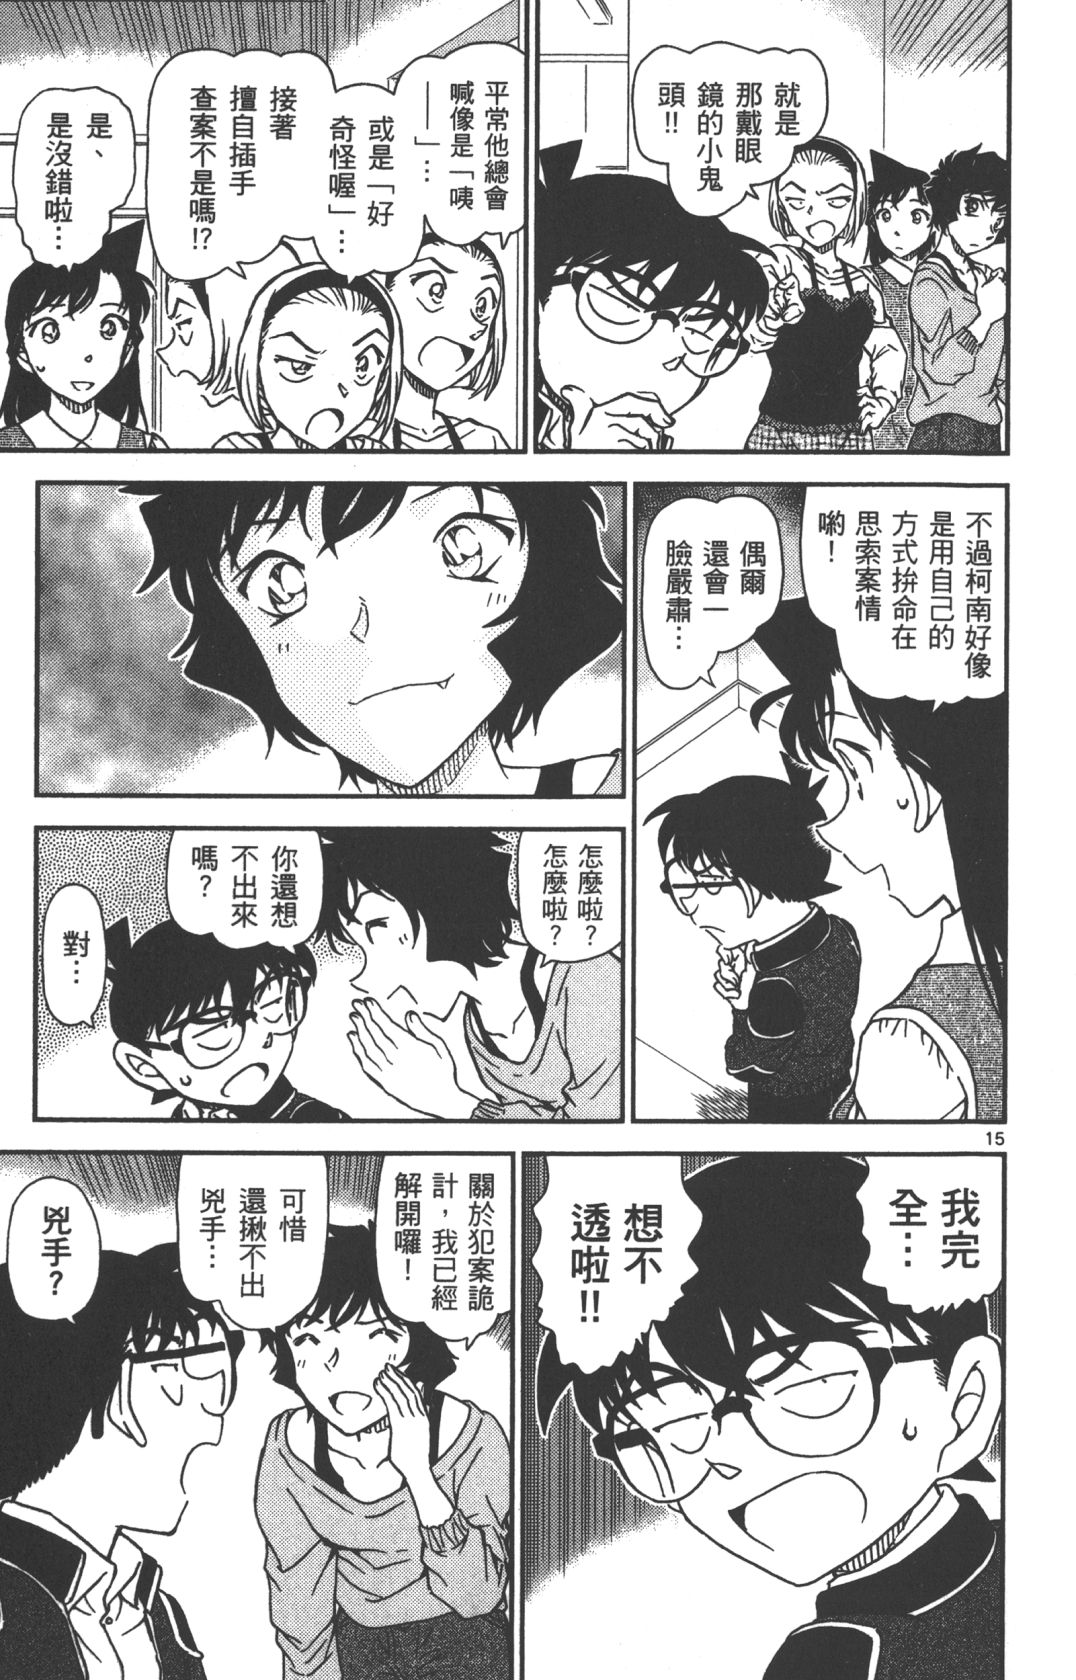 就是
那戴眼
鏡的小鬼
頭!!
平常他總會
喊像是「咦
——」…
或是「好
奇怪喔」…
接著
擅自插手
查案不是嗎!?
是、
是沒錯啦…
不過柯南好像
是用自己的
方式拚命在
思索案情
喲!
偶爾
還會一
臉嚴肅…
怎麼啦?
怎麼啦?
你還想
不出來
嗎?
對…
15
我完
全…
想不
透啦!!
關於犯案詭
計,我已經
解開囉!
可惜
還揪不出
兇手…
兇手?